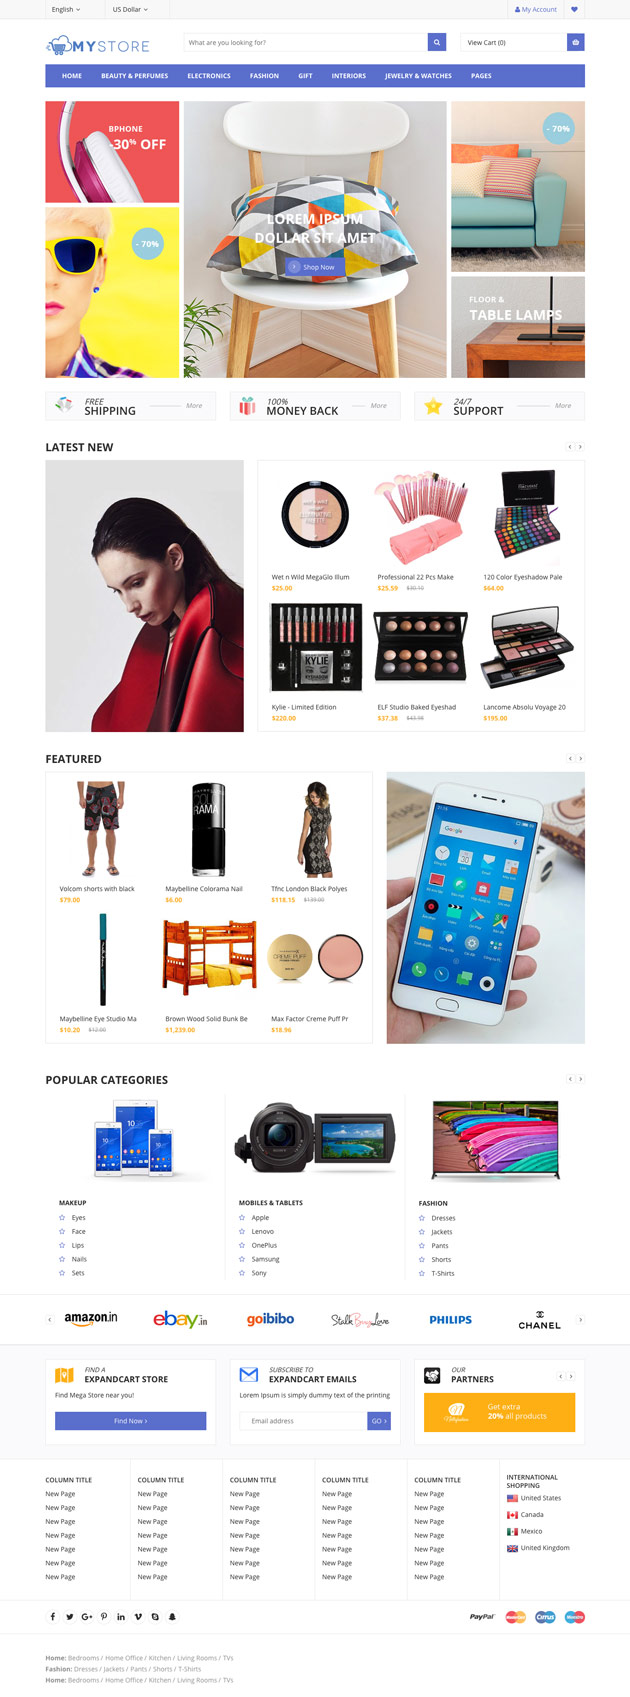 English
US Dollar
My Account
MYSTORE
What are you looking for?
View Cart (0)
HOME
BEAUTY & PERFUMES
ELECTRONICS
FASHION
GIFT
INTERIORS
JEWELRY & WATCHES
PAGES
BPHONE
-30% OFF
- 70%
LOREM IPSUM
DOLLAR SIT AMET
Shop Now
- 70%
FLOOR &
TABLE LAMPS
FREE
SHIPPING
More
100%
MONEY BACK
More
24/7
SUPPORT
More
LATEST NEW
Wet n Wild MegaGlo Illum
$25.00
Professional 22 Pcs Make
$25.59 $30.10
120 Color Eyeshadow Pale
$64.00
KYLIE
Kylie - Limited Edition
$220.00
ELF Studio Baked Eyeshad
$37.38 $43.98
Lancome Absolu Voyage 20
$195.00
FEATURED
Volcom shorts with black
$79.00
Maybelline Colorama Nail
$6.00
Tfnc London Black Polyes
$119.15 $139.00
Maybelline Eye Studio Ma
$10.20 $12.00
Brown Wood Solid Bunk Be
$1,239.00
CREME PUFF
Max Factor Creme Puff Pr
$18.96
Google
POPULAR CATEGORIES
MAKEUP
Eyes
Face
Lips
Nails
Sets
MOBILES & TABLETS
Apple
Lenovo
OnePlus
Samsung
Sony
FASHION
Dresses
Jackets
Pants
Shorts
T-Shirts
amazon.in
ebay.in
goibibo
StalkBuyLove
PHILIPS
CHANEL
FIND A
EXPANDCART STORE
Find Mega Store near you!
Find Now
SUBSCRIBE TO
EXPANDCART EMAILS
Lorem Ipsum is simply dummy text of the printing
Email address
GO
OUR
PARTNERS
Get extra
20% all products
COLUMN TITLE
New Page
New Page
New Page
New Page
New Page
New Page
New Page
COLUMN TITLE
New Page
New Page
New Page
New Page
New Page
New Page
New Page
COLUMN TITLE
New Page
New Page
New Page
New Page
New Page
New Page
New Page
COLUMN TITLE
New Page
New Page
New Page
New Page
New Page
New Page
New Page
COLUMN TITLE
New Page
New Page
New Page
New Page
New Page
New Page
New Page
INTERNATIONAL
SHOPPING
United States
Canada
Mexico
United Kingdom
PayPal
MasterCard
Cirrus
Maestro
Home: Bedrooms / Home Office / Kitchen / Living Rooms / TVs
Fashion: Dresses / Jackets / Pants / Shorts / T-Shirts
Home: Bedrooms / Home Office / Kitchen / Living Rooms / TVs